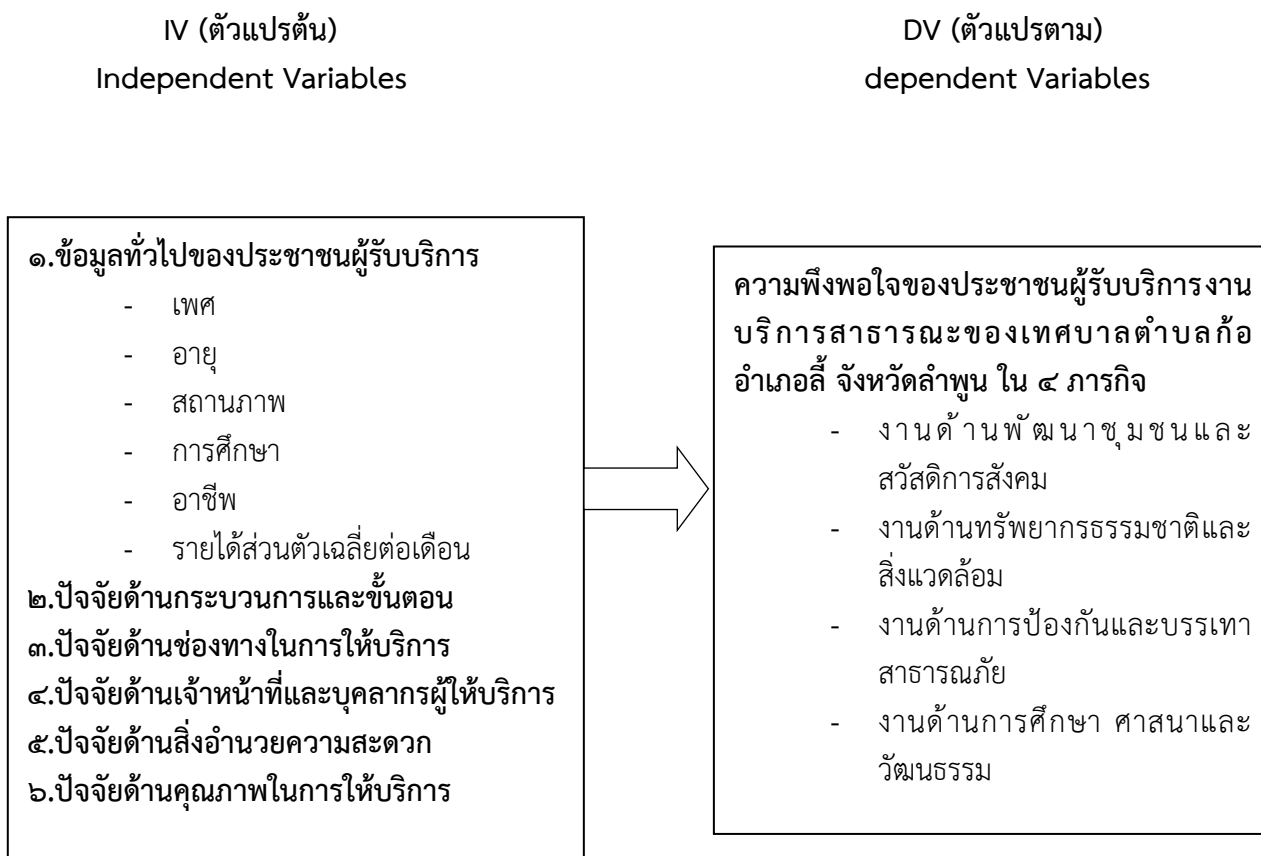 IV (ตัวแปรต้น)
Independent Variables
DV (ตัวแปรตาม)
dependent Variables
๑.ข้อมูลทั่วไปของประชาชนผู้รับบริการ
- เพศ
- อายุ
- สถานภาพ
- การศึกษา
- อาชีพ
- รายได้ส่วนตัวเฉลี่ยต่อเดือน
๒.ปัจจัยด้านกระบวนการและขั้นตอน
๓.ปัจจัยด้านช่องทางในการให้บริการ
๔.ปัจจัยด้านเจ้าหน้าที่และบุคลากรผู้ให้บริการ
๕.ปัจจัยด้านสิ่งอำนวยความสะดวก
๖.ปัจจัยด้านคุณภาพในการให้บริการ
ความพึงพอใจของประชาชนผู้รับบริการงาน
บริการสาธารณะของเทศบาลตำบลก้อ
อำเภอลี้ จังหวัดลำพูน ใน ๔ ภารกิจ
- งานด้านพัฒนาชุมชนและ
สวัสดิการสังคม
- งานด้านทรัพยากรธรรมชาติและ
สิ่งแวดล้อม
- งานด้านการป้องกันและบรรเทา
สาธารณภัย
- งานด้านการศึกษา ศาสนาและ
วัฒนธรรม